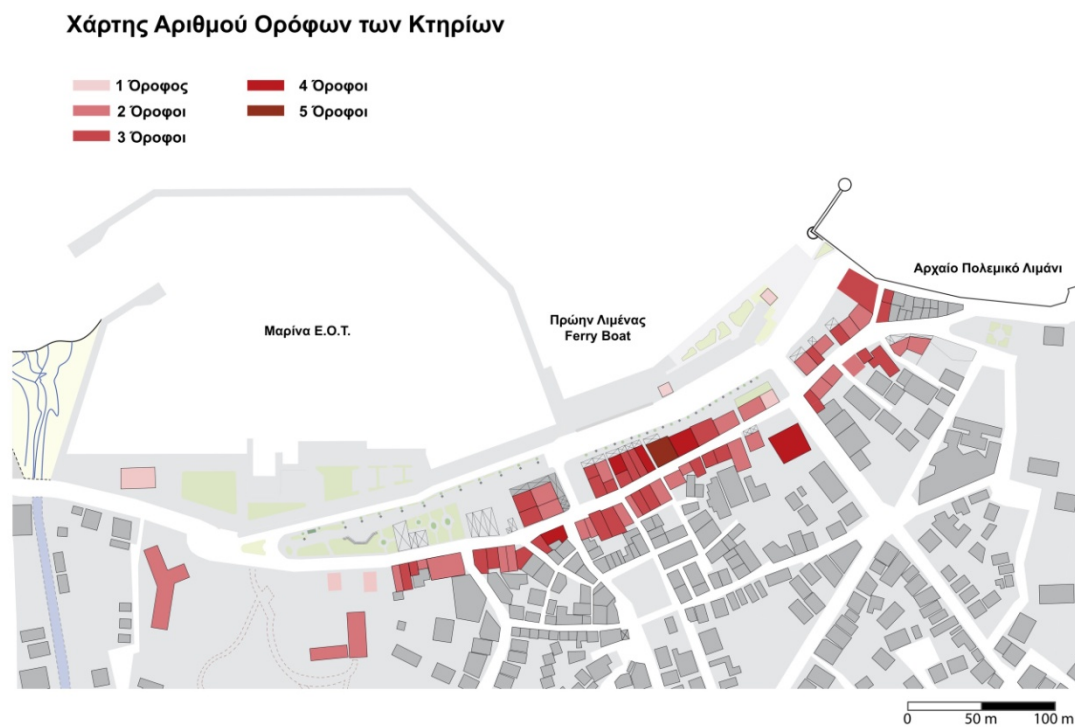 Χάρτης Αριθμού Ορόφων των Κτηρίων
1 Όροφος
2 Όροφοι
3 Όροφοι
4 Όροφοι
5 Όροφοι
Αρχαίο Πολεμικό Λιμάνι
Μαρίνα Ε.Ο.Τ.
Πρώην Λιμένας
Ferry Boat
0 50 m 100 m